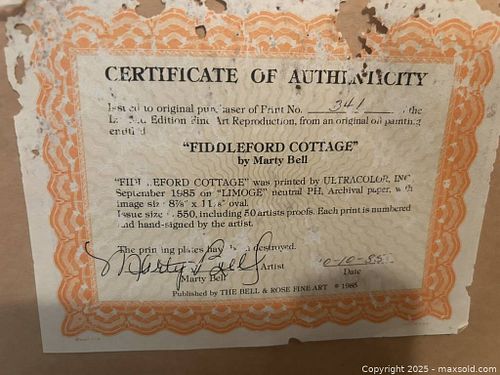 CERTIFICATE OF AUTHENTICITY
Issued to original purchaser of Print No. 341, the
Edition Fine Art Reproduction, from an original oil painting
entitled
"FIDDLEFORD COTTAGE"
by Marty Bell
COTTAGE" was printed by ULTRACOLOR, INC
September 1985 on "LIMOGE" neutral PH, Archival paper, with
image size 8⅞" x oval.
Issue size 550, including 50 artists proofs. Each print is numbered
and hand-signed by the artist.
The printing plates have been destroyed.
Marty Bell Artist 10-10-85
Marty Bell Date
Published by THE BELL & ROSE FINE ART © 1985
Copyright © 2025 - maxsold.com